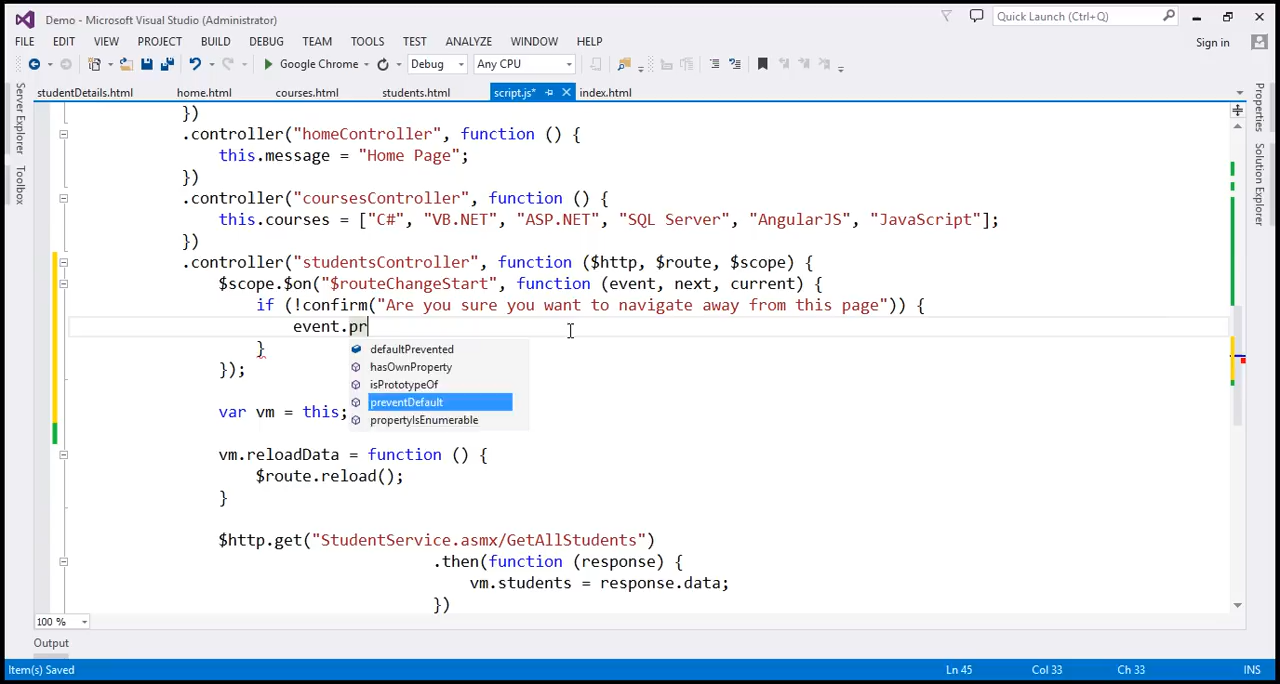 Demo - Microsoft Visual Studio (Administrator)
Quick Launch (Ctrl+Q)
FILE EDIT VIEW PROJECT BUILD DEBUG TEAM TOOLS TEST ANALYZE WINDOW HELP
Sign in
Google Chrome Debug Any CPU
studentDetails.html home.html courses.html students.html script.js* index.html
Server Explorer
Toolbox
Properties
Solution Explorer
})
.controller("homeController", function () {
this.message = "Home Page";
})
.controller("coursesController", function () {
this.courses = ["C#", "VB.NET", "ASP.NET", "SQL Server", "AngularJS", "JavaScript"];
})
.controller("studentsController", function ($http, $route, $scope) {
$scope.$on("$routeChangeStart", function (event, next, current) {
if (!confirm("Are you sure you want to navigate away from this page")) {
event.pr
}
defaultPrevented
hasOwnProperty
isPrototypeOf
preventDefault
propertyIsEnumerable
});
var vm = this;
vm.reloadData = function () {
$route.reload();
}
$http.get("StudentService.asmx/GetAllStudents")
.then(function (response) {
vm.students = response.data;
})
100 %
Output
Item(s) Saved Ln 45 Col 33 Ch 33 INS